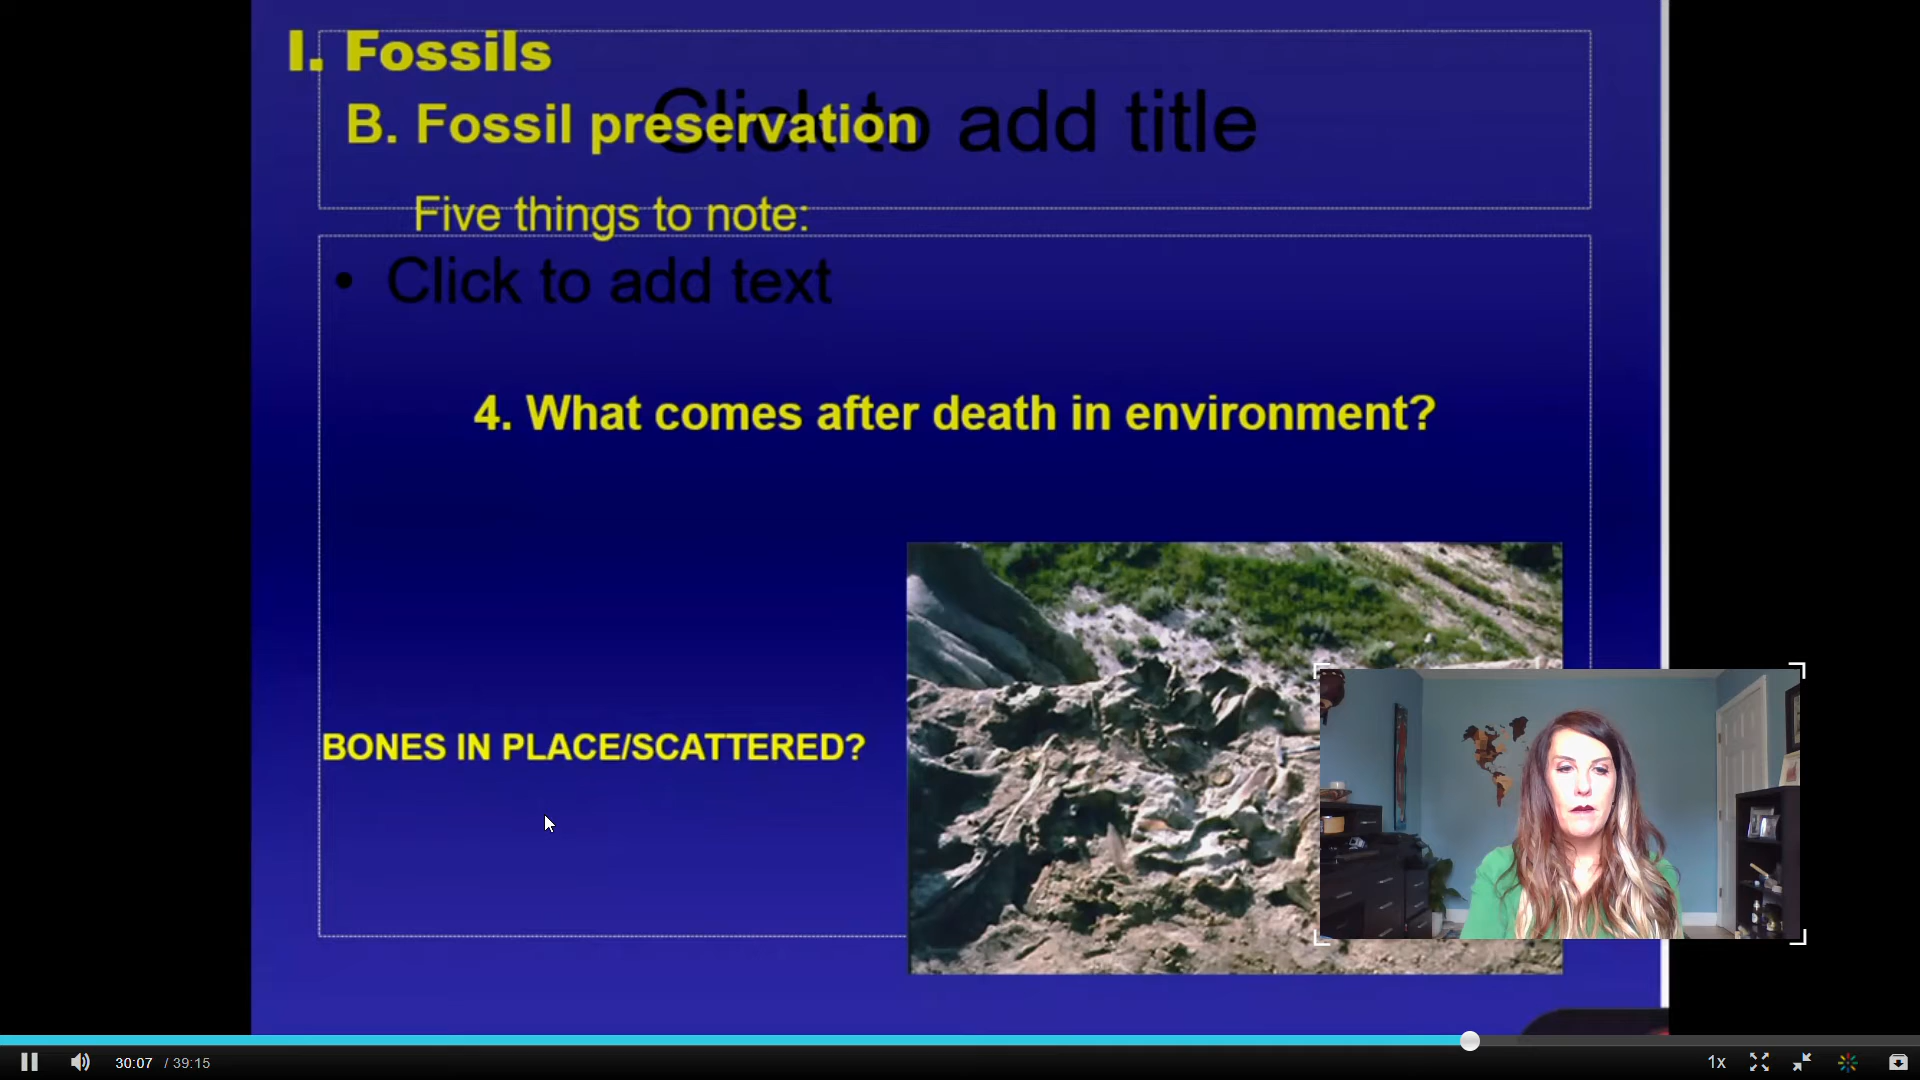 I. Fossils
B. Fossil preservation
Click to add title
Five things to note:
• Click to add text
4. What comes after death in environment?
BONES IN PLACE/SCATTERED?
30:07 / 39:15
1x